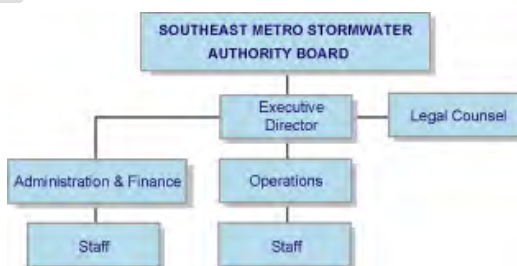 SOUTHEAST METRO STORMWATER
AUTHORITY BOARD
Executive
Director
Legal Counsel
Administration & Finance
Operations
Staff
Staff